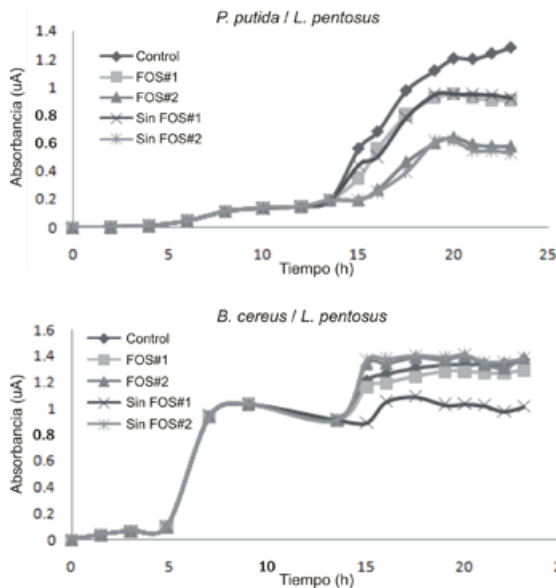 P. putida / L. pentosus
Absorbancia (uA)
1.4
1.2
1.0
0.8
0.6
0.4
0.2
0
Control
FOS#1
FOS#2
Sin FOS#1
Sin FOS#2
0 5 10 15 20 25
Tiempo (h)
B. cereus / L. pentosus
Absorbancia (uA)
1.6
1.4
1.2
1.0
0.8
0.6
0.4
0.2
0
Control
FOS#1
FOS#2
Sin FOS#1
Sin FOS#2
0 5 10 15 20
Tiempo (h)